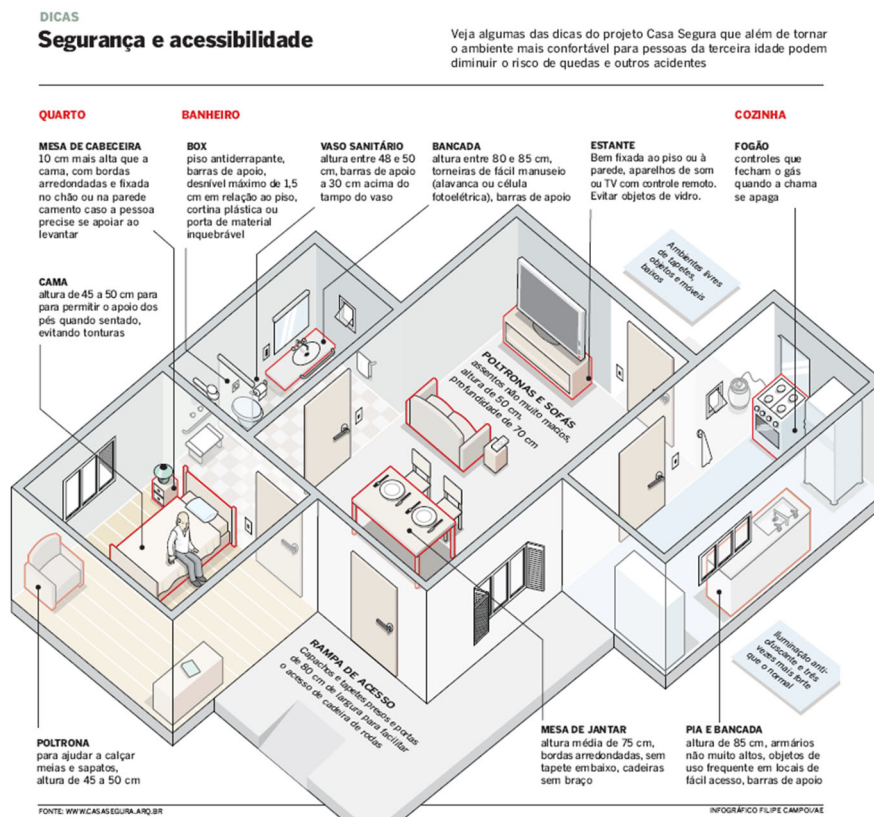 DICAS
Segurança e acessibilidade
Veja algumas das dicas do projeto Casa Segura que além de tornar
o ambiente mais confortável para pessoas da terceira idade podem
diminuir o risco de quedas e outros acidentes
QUARTO
MESA DE CABECEIRA
10 cm mais alta que a
cama, com bordas
arredondadas e fixada
no chão ou na parede
camento caso a pessoa
precise se apoiar ao
levantar
CAMA
altura de 45 a 50 cm para
para permitir o apoio dos
pés quando sentado,
evitando tonturas
BANHEIRO
BOX
piso antiderrapante,
barras de apoio,
desnível máximo de 1,5
cm em relação ao piso,
cortina plástica ou
porta de material
inquebrável
VASO SANITÁRIO
altura entre 48 e 50
cm, barras de apoio
a 30 cm acima do
tampo do vaso
BANCADA
altura entre 80 e 85 cm,
torneiras de fácil manuseio
(alavanca ou célula
fotoelétrica), barras de apoio
ESTANTE
Bem fixada ao piso ou à
parede, aparelhos de som
ou TV com controle remoto.
Evitar objetos de vidro.
COZINHA
FOGÃO
controles que
fecham o gás
quando a chama
se apaga
Ambientes livres
de tapetes,
objetos e móveis
baixos
POLTRONAS E SOFÁS
assentos não muito macios,
altura de 50 cm,
profundidade de 70 cm
RAMPA DE ACESSO
Capachos e tapetes presos e portas
de 80 cm de largura para facilitar
o acesso de cadeira de rodas
Iluminação anti-
ofuscante e três
vezes mais forte
que o normal
POLTRONA
para ajudar a calçar
meias e sapatos,
altura de 45 a 50 cm
MESA DE JANTAR
altura média de 75 cm,
bordas arredondadas, sem
tapete embaixo, cadeiras
sem braço
PIA E BANCADA
altura de 85 cm, armários
não muito altos, objetos de
uso frequente em locais de
fácil acesso, barras de apoio
FONTE: WWW.CASASEGURA.ARQ.BR
INFOGRÁFICO FILIPE CAMPOI/AE